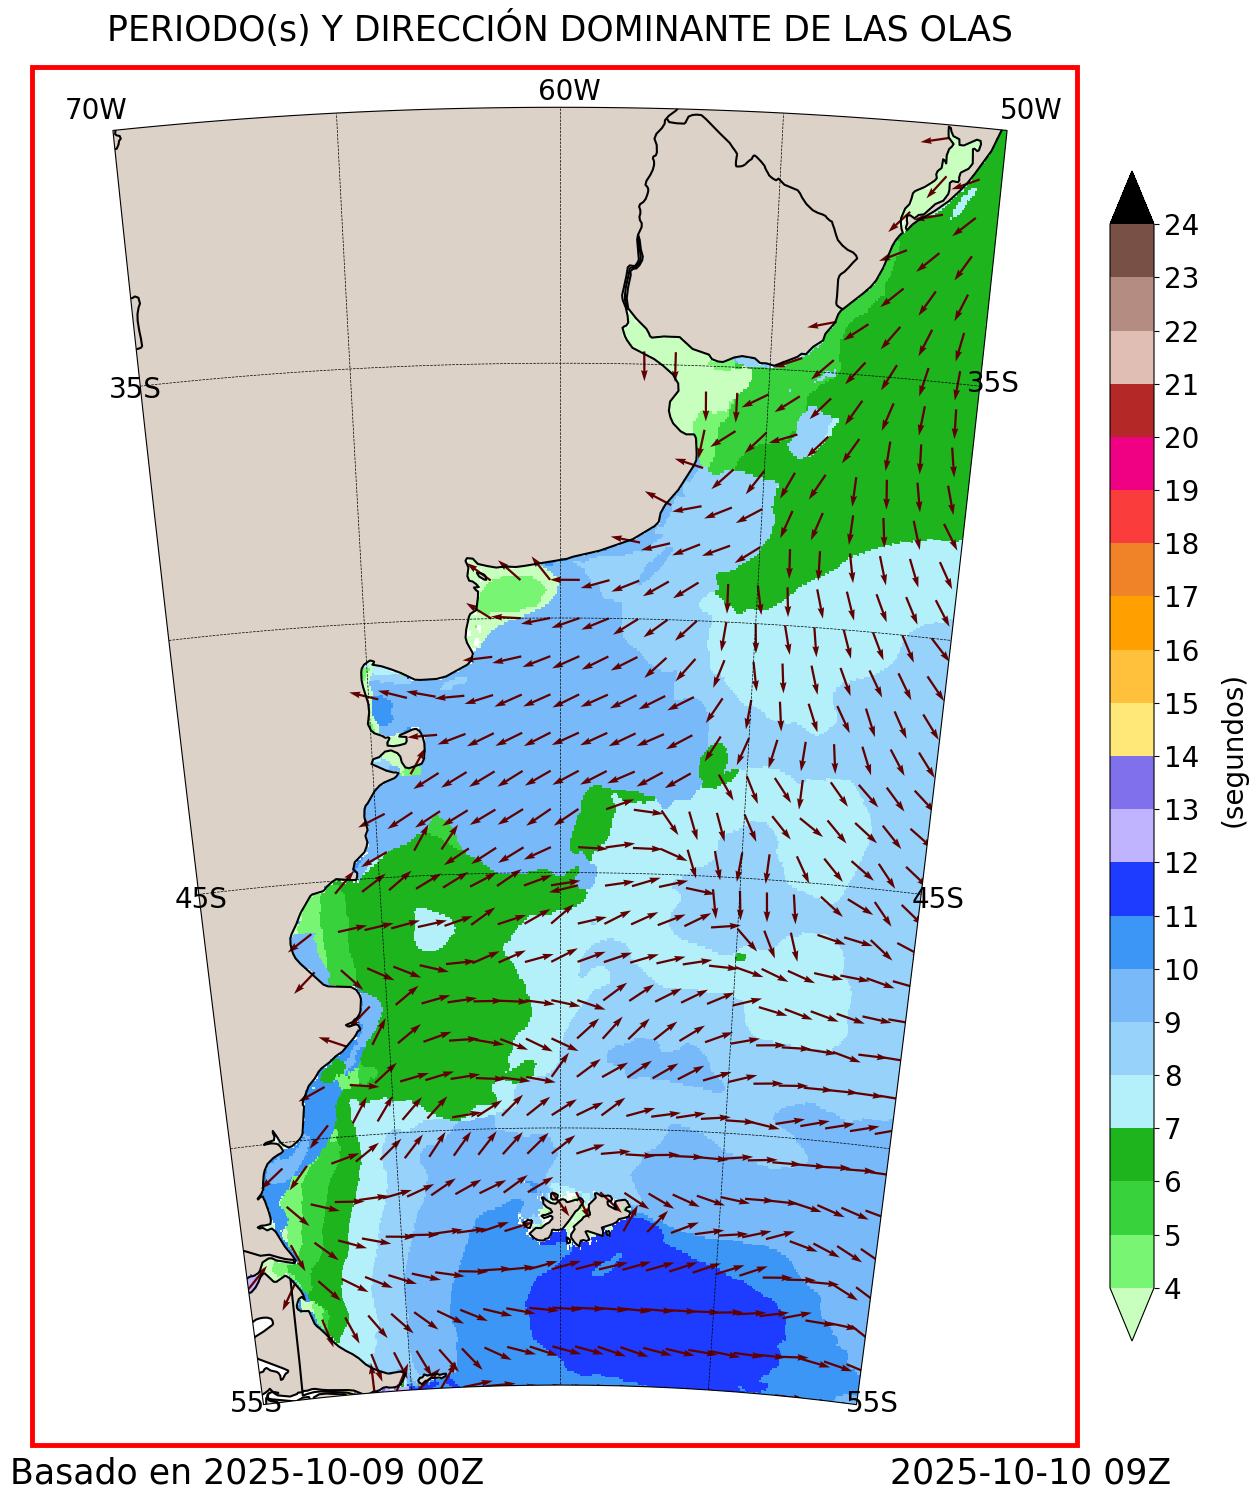 PERIODO(s) Y DIRECCIÓN DOMINANTE DE LAS OLAS
70W
60W
50W
35S
35S
45S
45S
55S
55S
24
23
22
21
20
19
18
17
16
15
14
13
12
11
10
9
8
7
6
5
4
(segundos)
Basado en 2025-10-09 00Z
2025-10-10 09Z